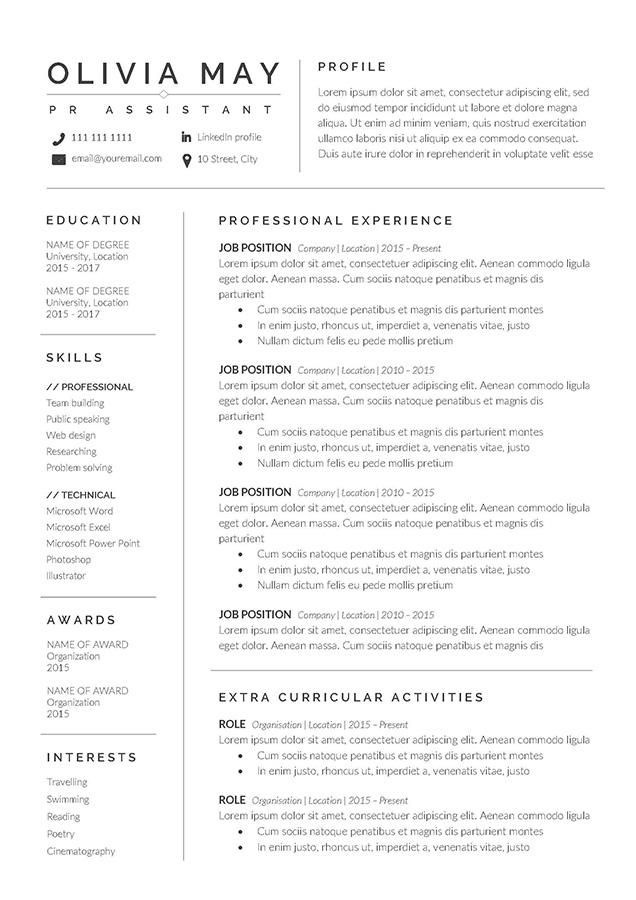 OLIVIA MAY
PR ASSISTANT
111 111 1111
in LinkedIn profile
email@youremail.com
10 Street, City
PROFILE
Lorem ipsum dolor sit amet, consectetur adipiscing elit, sed
do eiusmod tempor incididunt ut labore et dolore magna
aliqua. Ut enim ad minim veniam, quis nostrud exercitation
ullamco laboris nisi ut aliquip ex ea commodo consequat.
Duis aute irure dolor in reprehenderit in voluptate velit esse
EDUCATION
NAME OF DEGREE
University, Location
2015 - 2017
NAME OF DEGREE
University, Location
2015 - 2017
SKILLS
// PROFESSIONAL
Team building
Public speaking
Web design
Researching
Problem solving
// TECHNICAL
Microsoft Word
Microsoft Excel
Microsoft Power Point
Photoshop
Illustrator
AWARDS
NAME OF AWARD
Organization
2015
NAME OF AWARD
Organization
2015
INTERESTS
Travelling
Swimming
Reading
Poetry
Cinematography
PROFESSIONAL EXPERIENCE
JOB POSITION Company | Location | 2015 – Present
Lorem ipsum dolor sit amet, consectetuer adipiscing elit. Aenean commodo ligula
eget dolor. Aenean massa. Cum sociis natoque penatibus et magnis dis
parturient
• Cum sociis natoque penatibus et magnis dis parturient montes
• In enim justo, rhoncus ut, imperdiet a, venenatis vitae, justo
• Nullam dictum felis eu pede mollis pretium
JOB POSITION Company | Location | 2010 – 2015
Lorem ipsum dolor sit amet, consectetuer adipiscing elit. Aenean commodo ligula
eget dolor. Aenean massa. Cum sociis natoque penatibus et magnis dis
parturient
• Cum sociis natoque penatibus et magnis dis parturient montes
• In enim justo, rhoncus ut, imperdiet a, venenatis vitae, justo
• Nullam dictum felis eu pede mollis pretium
JOB POSITION Company | Location | 2010 – 2015
Lorem ipsum dolor sit amet, consectetuer adipiscing elit. Aenean commodo ligula
eget dolor. Aenean massa. Cum sociis natoque penatibus et magnis dis
parturient
• Cum sociis natoque penatibus et magnis dis parturient montes
• In enim justo, rhoncus ut, imperdiet a, venenatis vitae, justo
• Nullam dictum felis eu pede mollis pretium
JOB POSITION Company | Location | 2010 – 2015
Lorem ipsum dolor sit amet, consectetuer adipiscing elit. Aenean commodo ligula
eget dolor. Aenean massa. Cum sociis natoque penatibus et magnis dis
EXTRA CURRICULAR ACTIVITIES
ROLE Organisation | Location | 2015 – Present
Lorem ipsum dolor sit amet, consectetuer adipiscing elit. Aenean commodo ligula
• Cum sociis natoque penatibus et magnis dis parturient montes
• In enim justo, rhoncus ut, imperdiet a, venenatis vitae, justo
ROLE Organisation | Location | 2015 – Present
Lorem ipsum dolor sit amet, consectetuer adipiscing elit. Aenean commodo ligula
• Cum sociis natoque penatibus et magnis dis parturient montes
• In enim justo, rhoncus ut, imperdiet a, venenatis vitae, justo